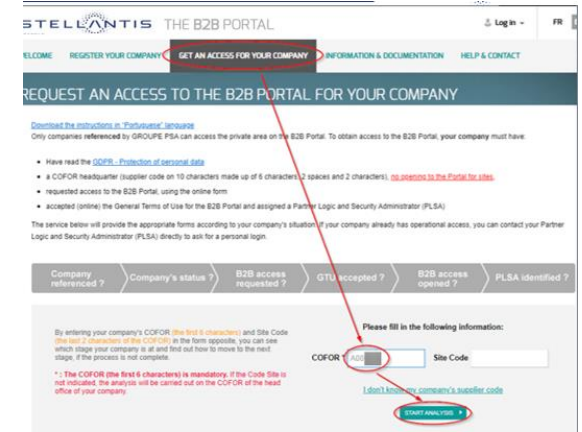 STELLANTIS THE B2B PORTAL
Log in FR
WELCOME REGISTER YOUR COMPANY GET AN ACCESS FOR YOUR COMPANY INFORMATION & DOCUMENTATION HELP & CONTACT
REQUEST AN ACCESS TO THE B2B PORTAL FOR YOUR COMPANY
Download the instructions in "Portuguese" language
Only companies referenced by GROUPE PSA can access the private area on the B2B Portal. To obtain access to the B2B Portal, your company must have:
Have read the GDPR - Protection of personal data
a COFOR headquarter (supplier code on 10 characters made up of 6 characters, 2 spaces and 2 characters), no opening to the Portal for sites,
requested access to the B2B Portal, using the online form
accepted (online) the General Terms of Use for the B2B Portal and assigned a Partner Logic and Security Administrator (PLSA)
The service below will provide the appropriate forms according to your company's situation. If your company already has operational access, you can contact your Partner
Logic and Security Administrator (PLSA) directly to ask for a personal login.
Company referenced ? Company's status ? B2B access requested ? GTU accepted ? B2B access opened ? PLSA identified ?
Please fill in the following information:
By entering your company's COFOR (the first 6 characters) and Site Code
(the last 2 characters of the COFOR) in the form opposite, you can see
which stage your company is at and find out how to move to the next
stage, if the process is not complete.
COFOR * Site Code
* : The COFOR (the first 6 characters) is mandatory. If the Code Site is
not indicated, the analysis will be carried out on the COFOR of the head
office of your company.
I don't know my company's supplier code
START ANALYSIS